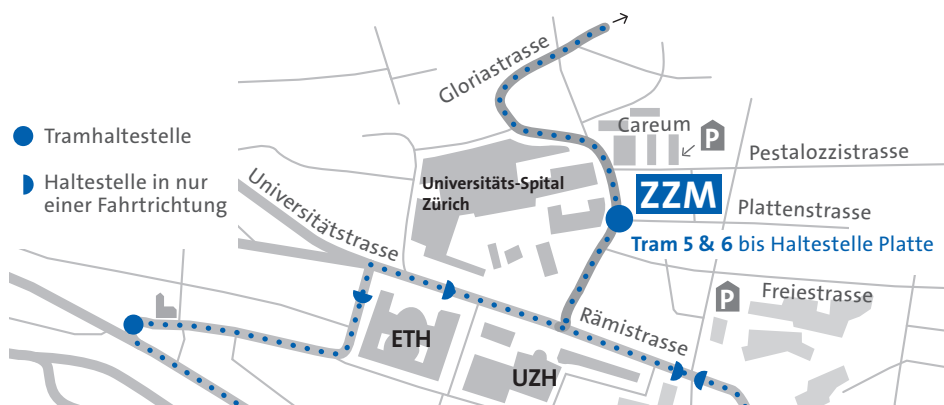 Gloriastrasse
Tramhaltestelle
Haltestelle in nur
einer Fahrtrichtung
Careum
P
Pestalozzistrasse
Universitäts-Spital
Zürich
ZZM
Plattenstrasse
Tram 5 & 6 bis Haltestelle Platte
Universitätstrasse
P
Freiestrasse
Rämistrasse
ETH
UZH